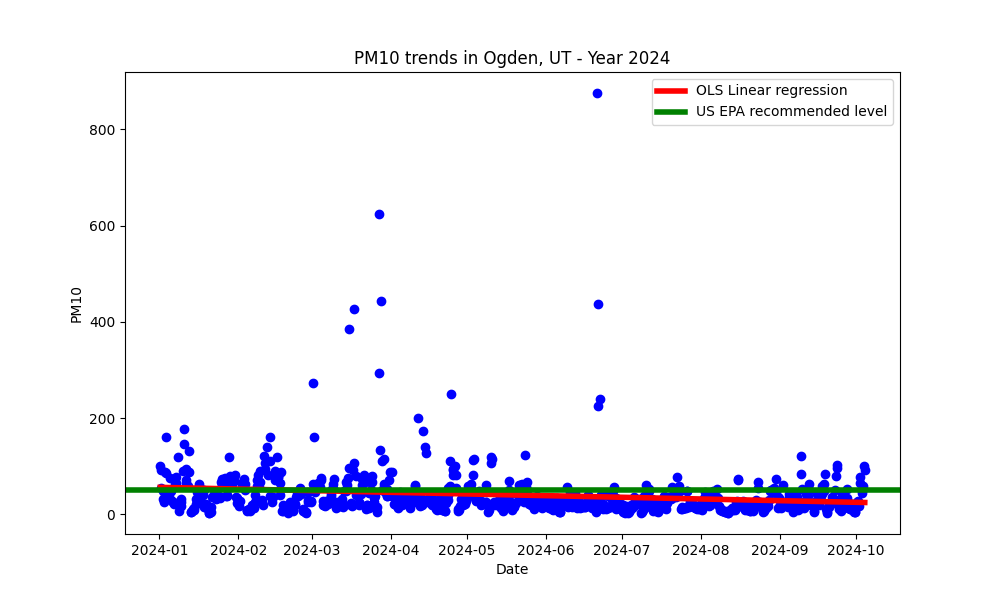 PM10 trends in Ogden, UT - Year 2024
OLS Linear regression
US EPA recommended level
800
600
400
200
0
PM10
2024-01 2024-02 2024-03 2024-04 2024-05 2024-06 2024-07 2024-08 2024-09 2024-10
Date